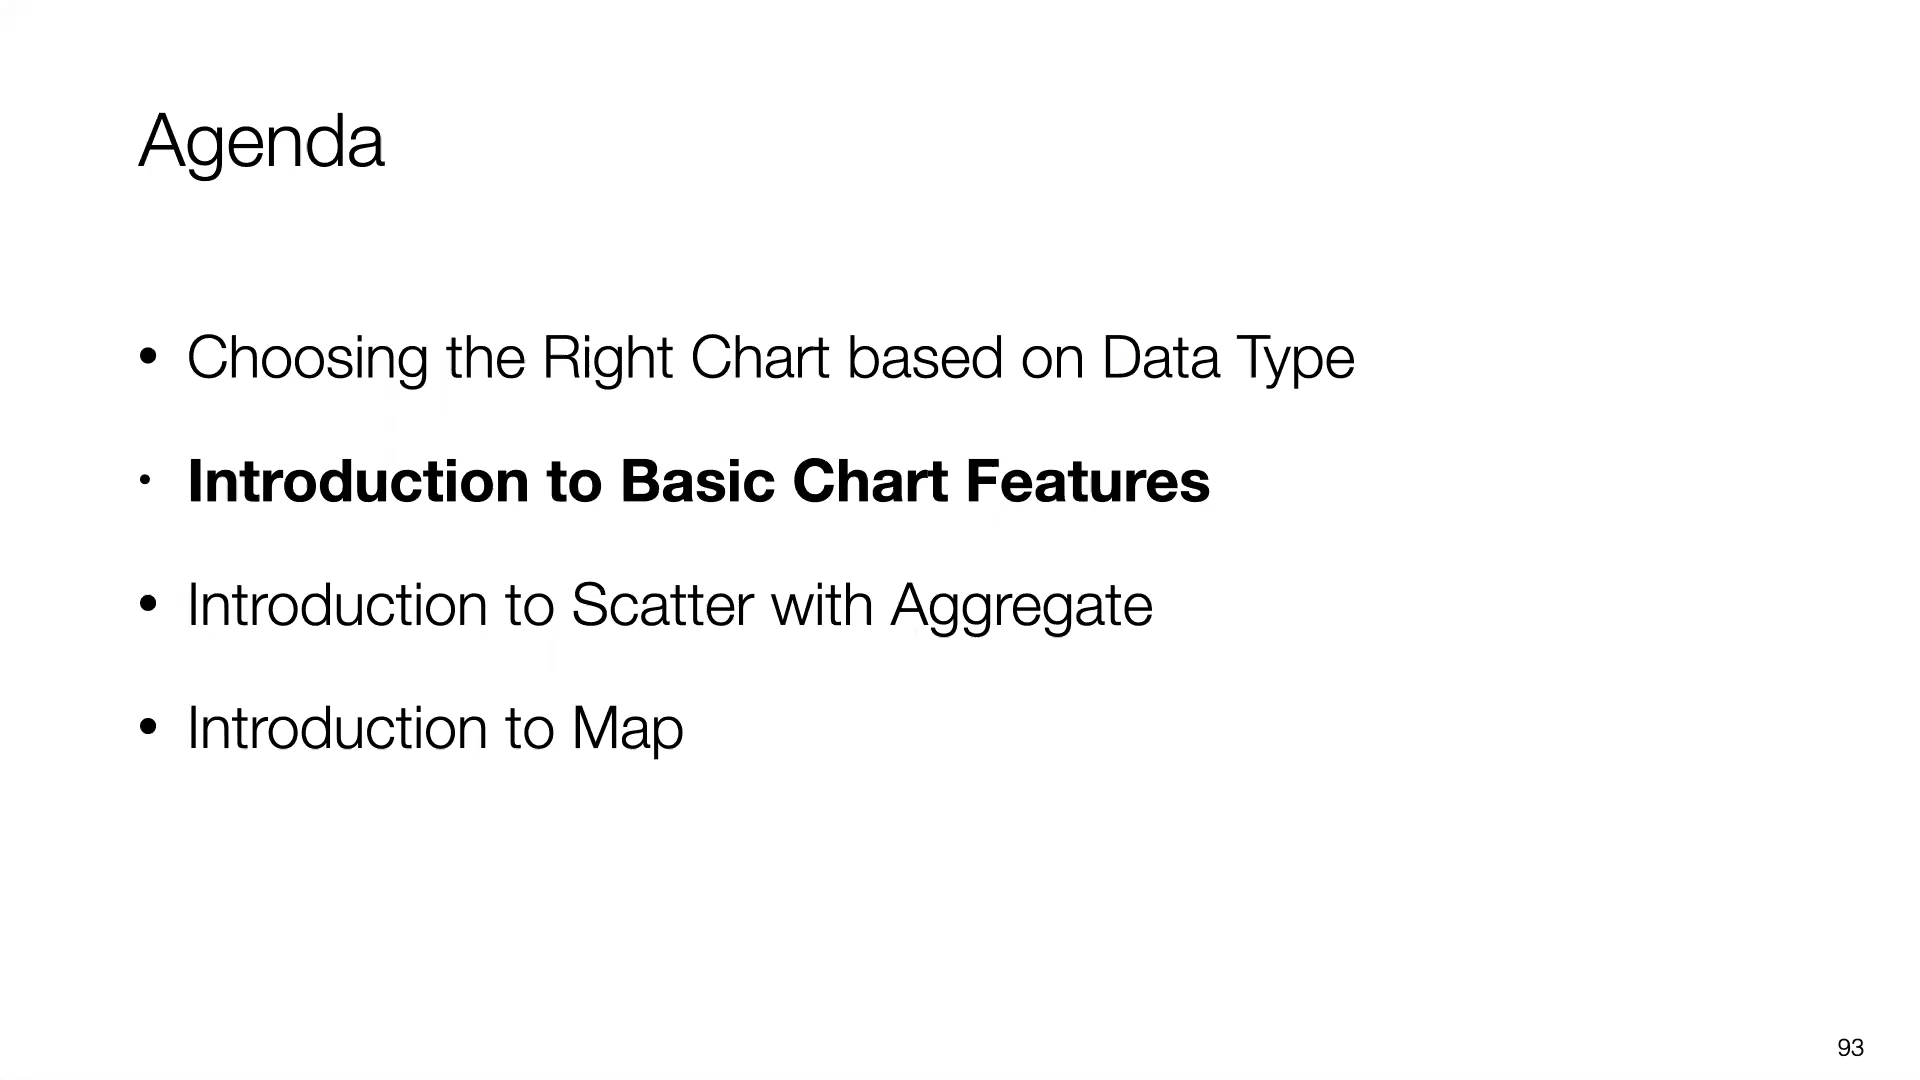 Agenda
• Choosing the Right Chart based on Data Type
• Introduction to Basic Chart Features
• Introduction to Scatter with Aggregate
• Introduction to Map
93